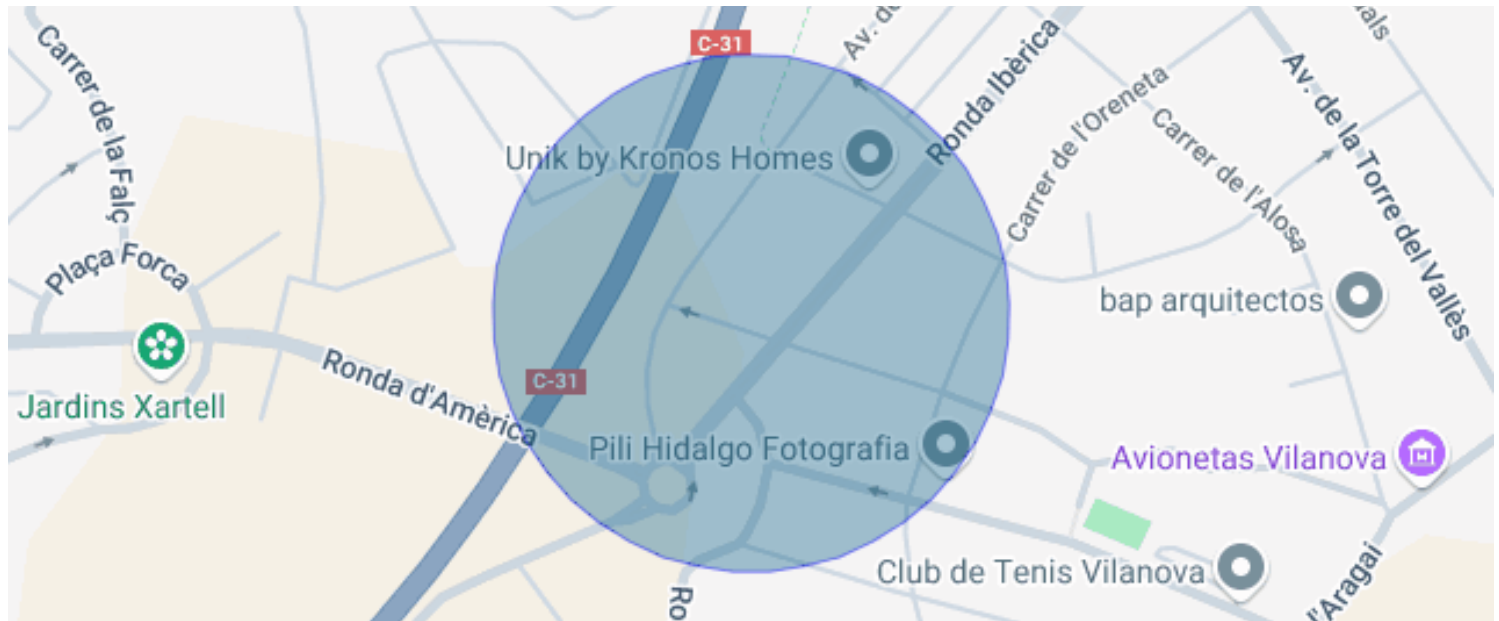 C-31
Av. de
als
Carrer de la Falç
Ronda Ibèrica
Carrer de l'Oreneta
Av. de la Torre del Vallès
Unik by Kronos Homes
Carrer de l'Alosa
Plaça Forca
bap arquitectos
C-31
Ronda d'Amèrica
Jardins Xartell
Pili Hidalgo Fotografia
Avionetas Vilanova
Club de Tenis Vilanova
l'Aragai
Ro